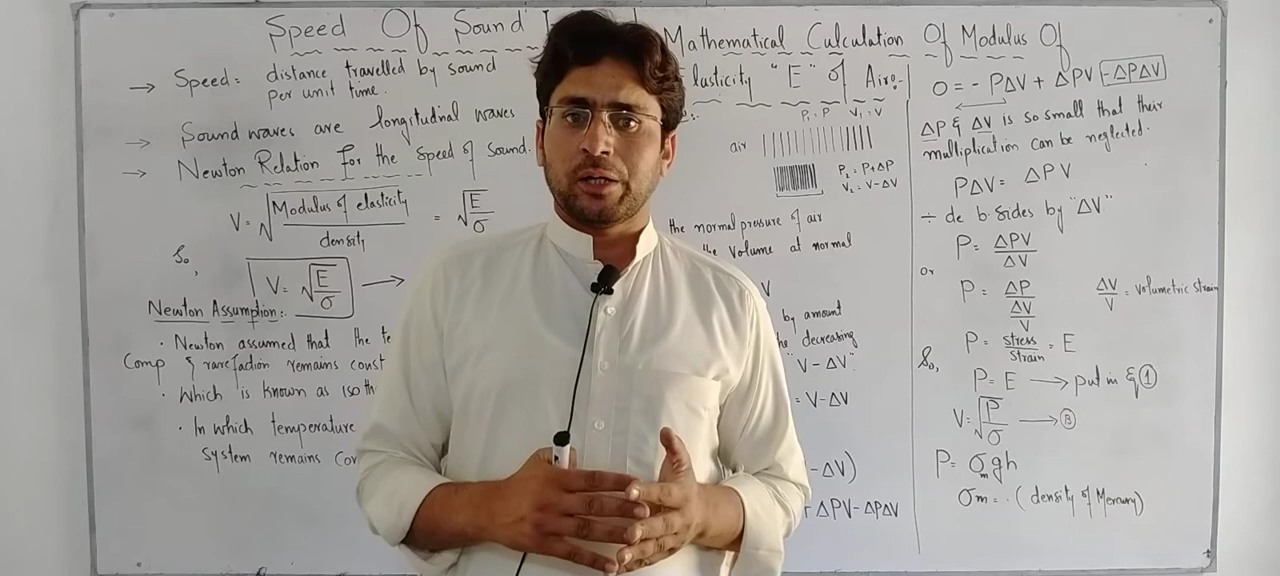 Speed Of Sound
Mathematical Calculation Of Modulus Of
Elasticity "E" of Air:-
→ Speed: distance travelled by sound
per unit time.
→ Sound waves are longitudnal waves
→ Newton Relation For the Speed of Sound.
V = √Modulus of elasticity / density = √E/σ
So,
V = √E/σ →
Newton Assumption:-
· Newton assumed that the te
Comp & rarefaction remains const
· Which is known as iso th
· In which temperature
System remains Con
P₁ = P V₁ = V
air
P₂ = P+ΔP
V₂ = V-ΔV
the normal pressure of air
the volume at normal
V
by amount
the decreasing
"V - ΔV".
= V-ΔV
- ΔV)
+ ΔPV - ΔPΔV
0 = - PΔV + ΔPV - ΔPΔV
ΔP & ΔV is so small that their
multiplication can be neglected.
PΔV = ΔPV
÷ de b. sides by "ΔV"
P = ΔPV / ΔV
or
P = ΔP / ΔV/V ΔV/V = volumetric strain
P = stress/strain = E
So,
P = E → put in Eq ①
V = √P/σ → Ⓑ
P = σₘgh
σm = . (density of Mercury)